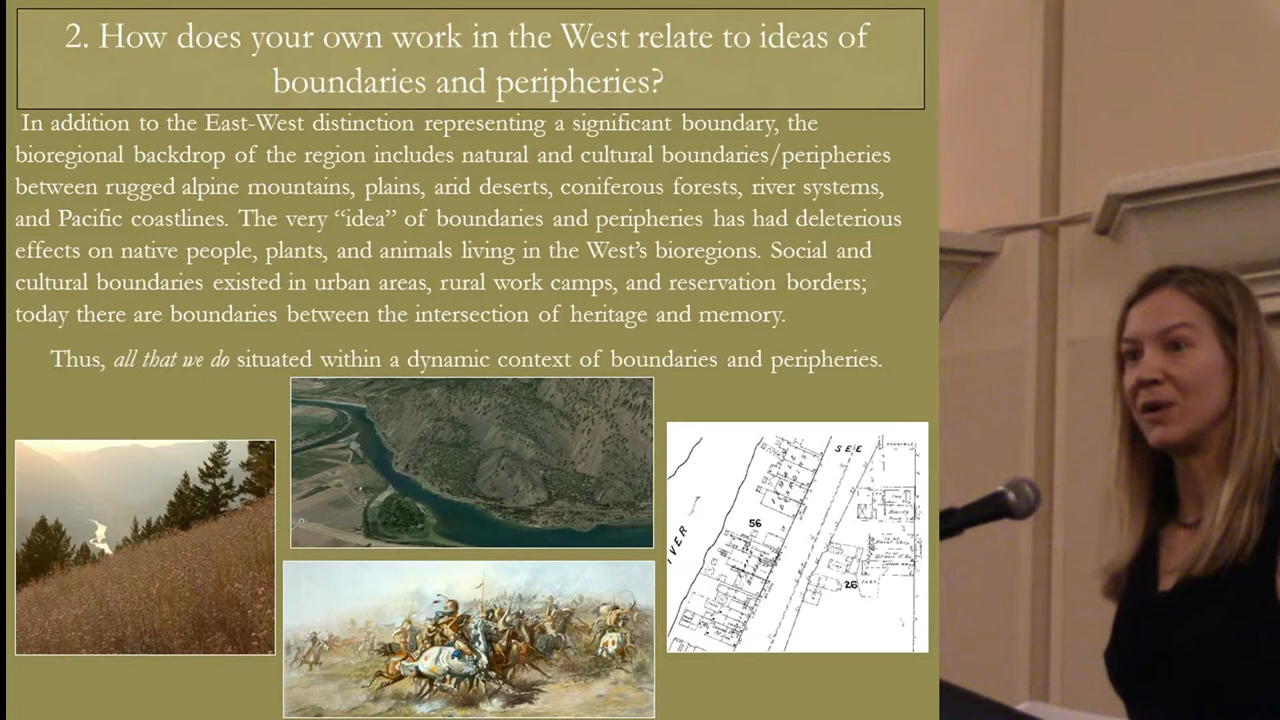 2. How does your own work in the West relate to ideas of
boundaries and peripheries?
In addition to the East-West distinction representing a significant boundary, the
bioregional backdrop of the region includes natural and cultural boundaries/peripheries
between rugged alpine mountains, plains, arid deserts, coniferous forests, river systems,
and Pacific coastlines. The very “idea” of boundaries and peripheries has had deleterious
effects on native people, plants, and animals living in the West’s bioregions. Social and
cultural boundaries existed in urban areas, rural work camps, and reservation borders;
today there are boundaries between the intersection of heritage and memory.
Thus, all that we do situated within a dynamic context of boundaries and peripheries.
SEE
56
IVER
26